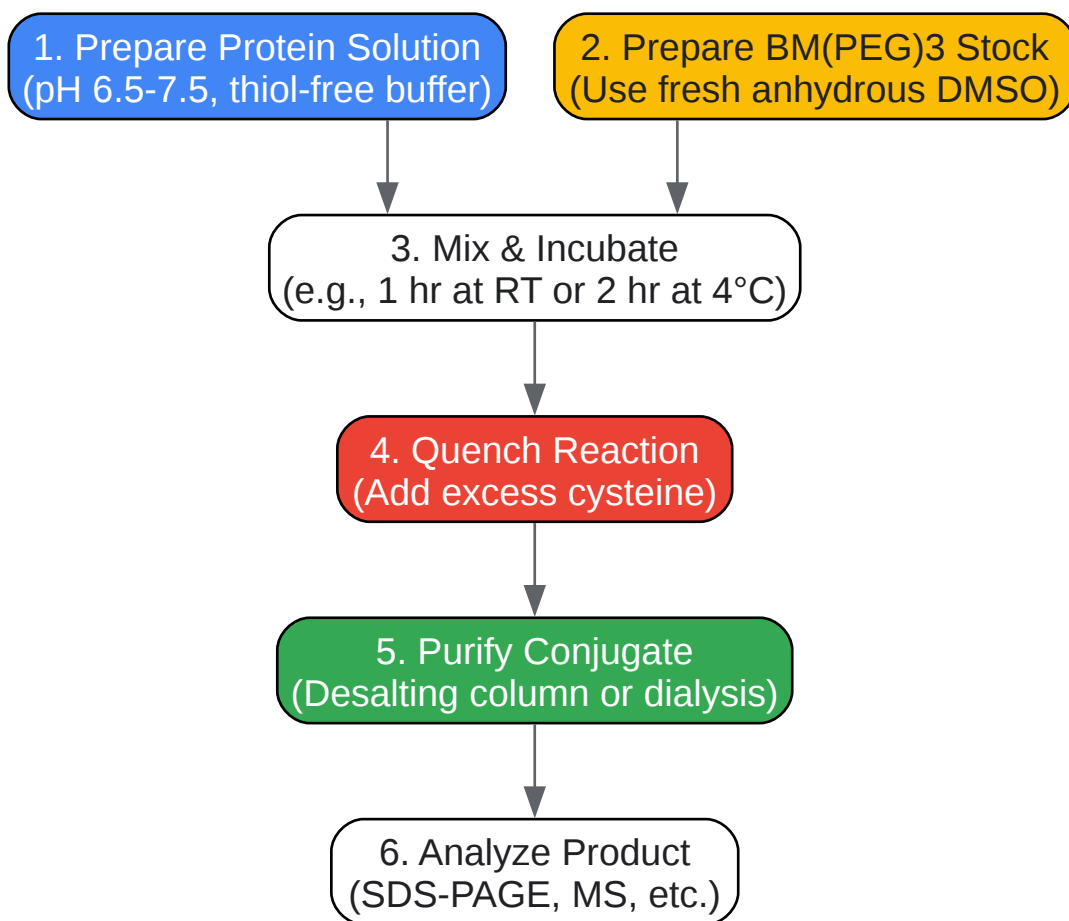 1. Prepare Protein Solution
(pH 6.5-7.5, thiol-free buffer)
2. Prepare BM(PEG)3 Stock
(Use fresh anhydrous DMSO)
3. Mix & Incubate
(e.g., 1 hr at RT or 2 hr at 4°C)
4. Quench Reaction
(Add excess cysteine)
5. Purify Conjugate
(Desalting column or dialysis)
6. Analyze Product
(SDS-PAGE, MS, etc.)